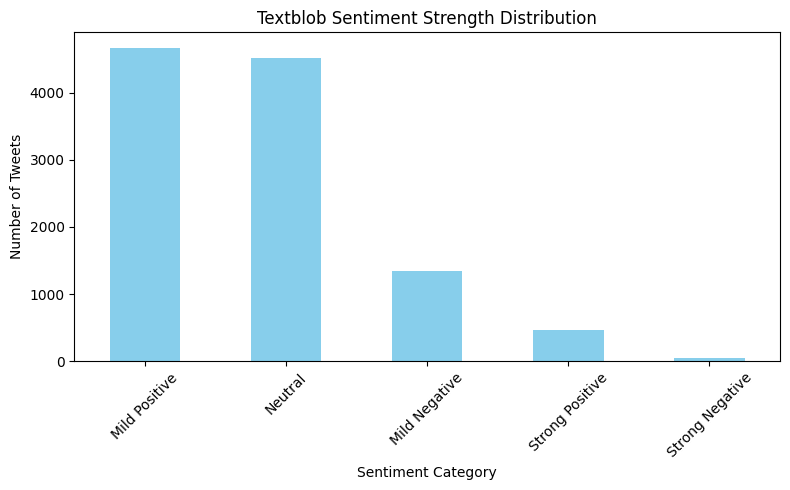 Textblob Sentiment Strength Distribution
Number of Tweets
4000
3000
2000
1000
0
Mild Positive
Neutral
Mild Negative
Strong Positive
Strong Negative
Sentiment Category